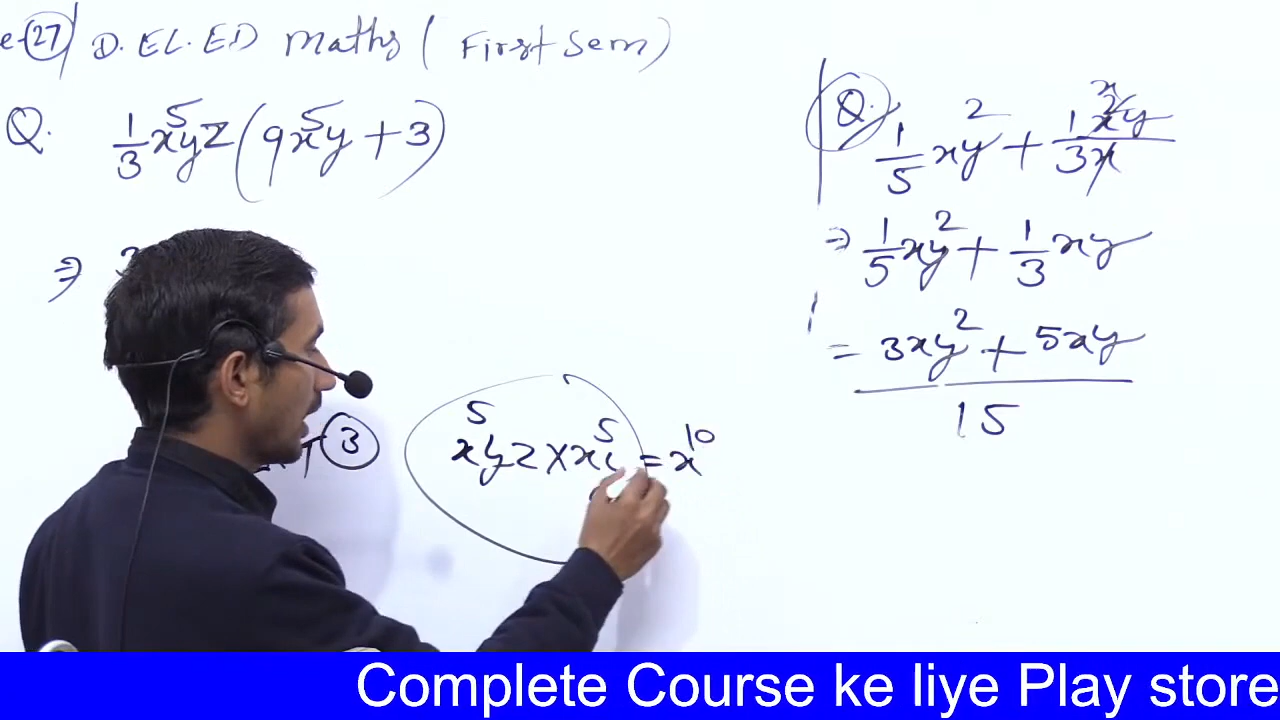 e-27 D.EL.ED Maths (First Sem)
Q. 1/3 x⁵yz (9x⁵y + 3)
⇒
3
x⁵yz × x⁵ = x¹⁰
Q. 1/5 xy² + 1x²y/3x
x
⇒ 1/5 xy² + 1/3 xy
= 3xy² + 5xy
15
Complete Course ke liye Play store